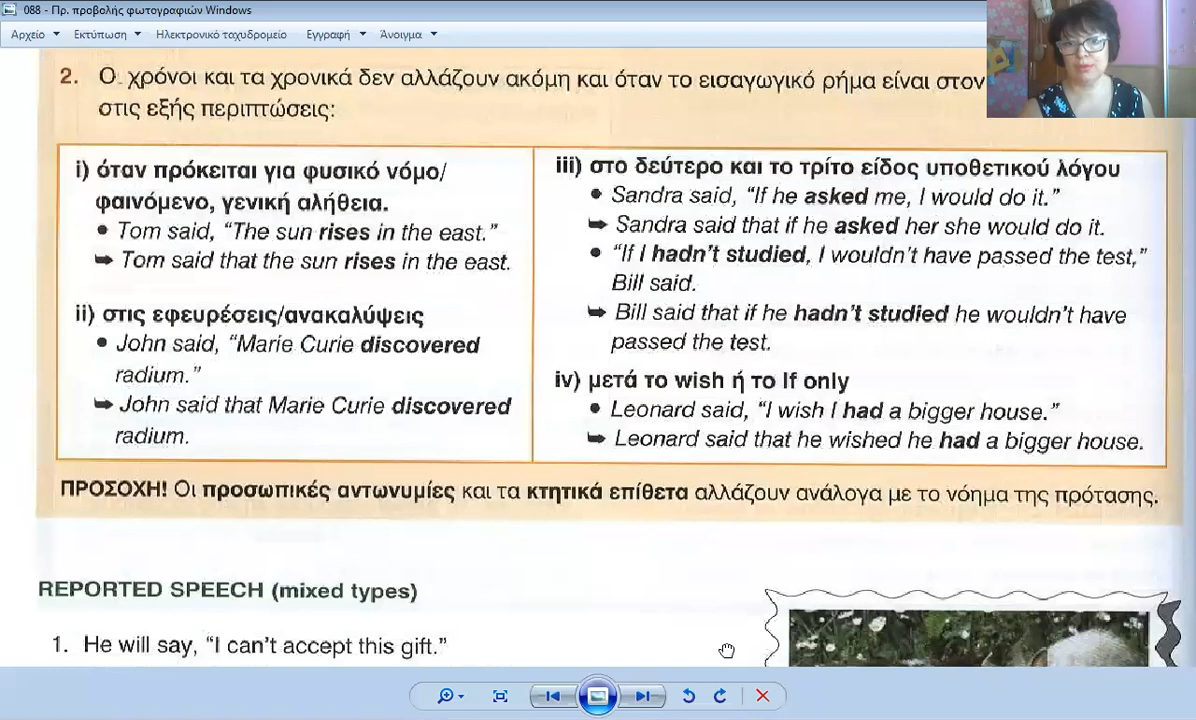 088 - Πρ. προβολής φωτογραφιών Windows
Αρχείο Εκτύπωση Ηλεκτρονικό ταχυδρομείο Εγγραφή Άνοιγμα
2. Οι χρόνοι και τα χρονικά δεν αλλάζουν ακόμη και όταν το εισαγωγικό ρήμα είναι στον
στις εξής περιπτώσεις:
i) όταν πρόκειται για φυσικό νόμο/
φαινόμενο, γενική αλήθεια.
• Tom said, “The sun rises in the east.”
➥ Tom said that the sun rises in the east.
ii) στις εφευρέσεις/ανακαλύψεις
• John said, “Marie Curie discovered
radium.”
➥ John said that Marie Curie discovered
radium.
iii) στο δεύτερο και το τρίτο είδος υποθετικού λόγου
• Sandra said, “If he asked me, I would do it.”
➥ Sandra said that if he asked her she would do it.
• “If I hadn't studied, I wouldn't have passed the test,”
Bill said.
➥ Bill said that if he hadn't studied he wouldn't have
passed the test.
iv) μετά το wish ή το If only
• Leonard said, “I wish I had a bigger house.”
➥ Leonard said that he wished he had a bigger house.
ΠΡΟΣΟΧΗ! Οι προσωπικές αντωνυμίες και τα κτητικά επίθετα αλλάζουν ανάλογα με το νόημα της πρότασης.
REPORTED SPEECH (mixed types)
1. He will say, “I can't accept this gift.”